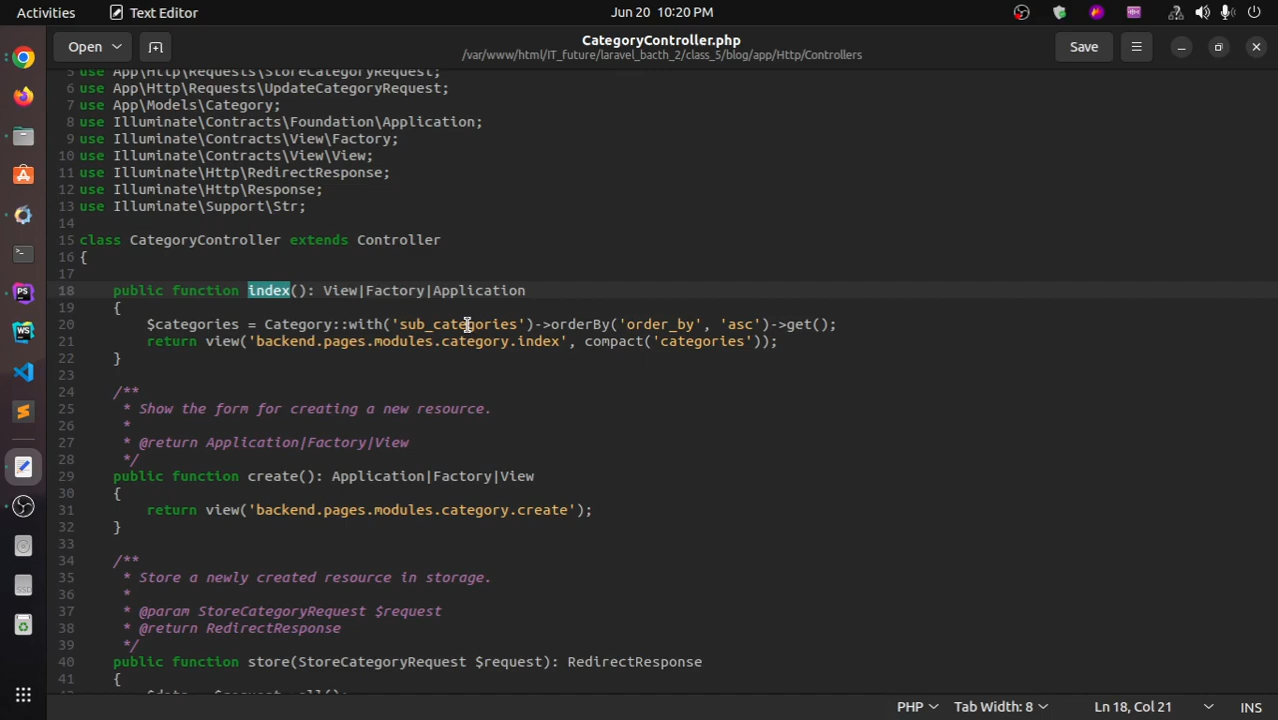 Activities
Text Editor
Jun 20 10:20 PM
Open
CategoryController.php
/var/www/html/IT_future/laravel_bacth_2/class_5/blog/app/Http/Controllers
Save
5 use App\Http\Requests\StoreCategoryRequest;
6 use App\Http\Requests\UpdateCategoryRequest;
7 use App\Models\Category;
8 use Illuminate\Contracts\Foundation\Application;
9 use Illuminate\Contracts\View\Factory;
10 use Illuminate\Contracts\View\View;
11 use Illuminate\Http\RedirectResponse;
12 use Illuminate\Http\Response;
13 use Illuminate\Support\Str;
14
15 class CategoryController extends Controller
16 {
17
18 public function index(): View|Factory|Application
19 {
20 $categories = Category::with('sub_categories')->orderBy('order_by', 'asc')->get();
21 return view('backend.pages.modules.category.index', compact('categories'));
22 }
23
24 /**
25 * Show the form for creating a new resource.
26 *
27 * @return Application|Factory|View
28 */
29 public function create(): Application|Factory|View
30 {
31 return view('backend.pages.modules.category.create');
32 }
33
34 /**
35 * Store a newly created resource in storage.
36 *
37 * @param StoreCategoryRequest $request
38 * @return RedirectResponse
39 */
40 public function store(StoreCategoryRequest $request): RedirectResponse
41 {
PHP
Tab Width: 8
Ln 18, Col 21
INS